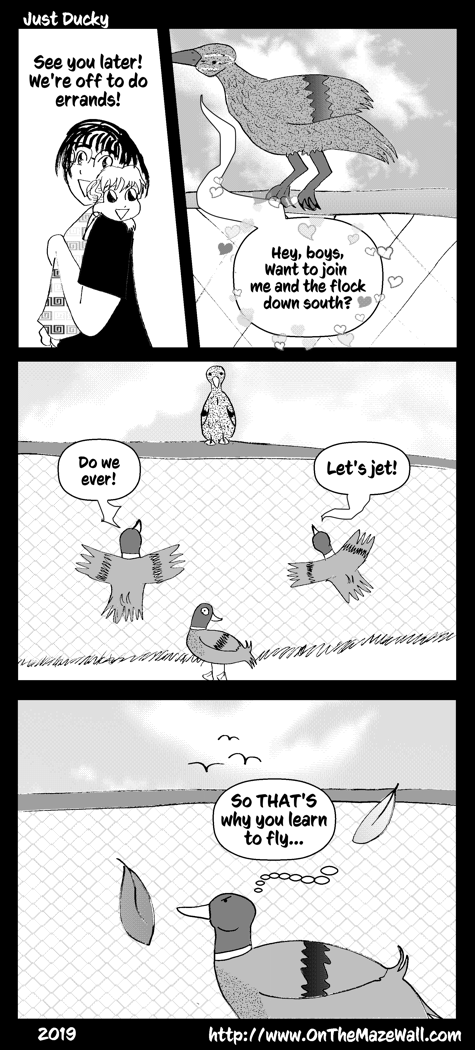 Just Ducky
See you later!
We're off to do
errands!
Hey, boys,
Want to join
me and the flock
down south?
Do we
ever!
Let's jet!
So THAT'S
why you learn
to fly...
2019
http://www.OnTheMazeWall.com